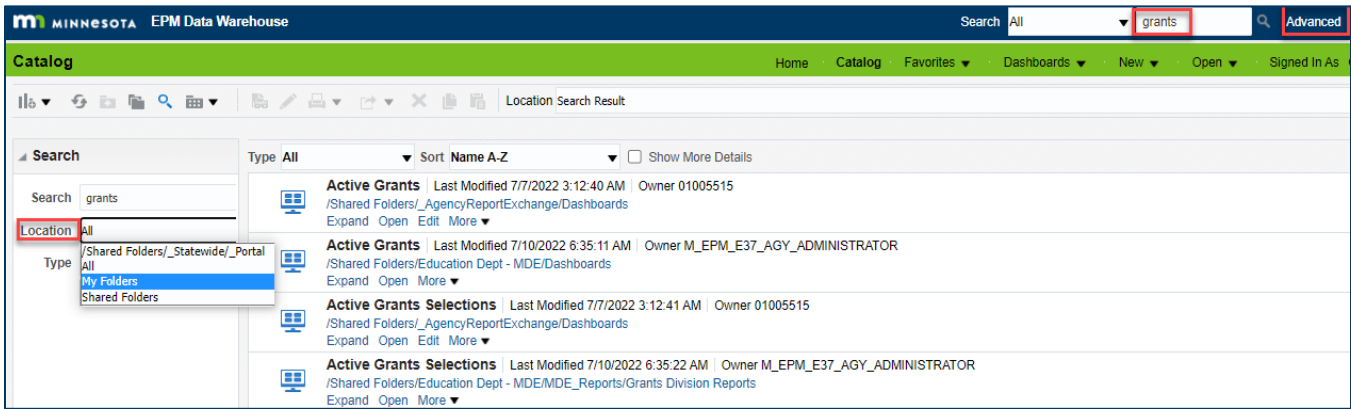 MINNESOTA EPM Data Warehouse Search All grants Advanced
Catalog Home Catalog Favorites Dashboards New Open Signed In As
Location Search Result
Search
Type All Sort Name A-Z Show More Details
Search grants
Location All
/Shared Folders/_Statewide/_Portal
Type All
My Folders
Shared Folders
Active Grants Last Modified 7/7/2022 3:12:40 AM Owner 01005515
/Shared Folders/_AgencyReportExchange/Dashboards
Expand Open Edit More
Active Grants Last Modified 7/10/2022 6:35:11 AM Owner M_EPM_E37_AGY_ADMINISTRATOR
/Shared Folders/Education Dept - MDE/Dashboards
Expand Open More
Active Grants Selections Last Modified 7/7/2022 3:12:41 AM Owner 01005515
/Shared Folders/_AgencyReportExchange/Dashboards
Expand Open Edit More
Active Grants Selections Last Modified 7/10/2022 6:35:22 AM Owner M_EPM_E37_AGY_ADMINISTRATOR
/Shared Folders/Education Dept - MDE/MDE_Reports/Grants Division Reports
Expand Open More